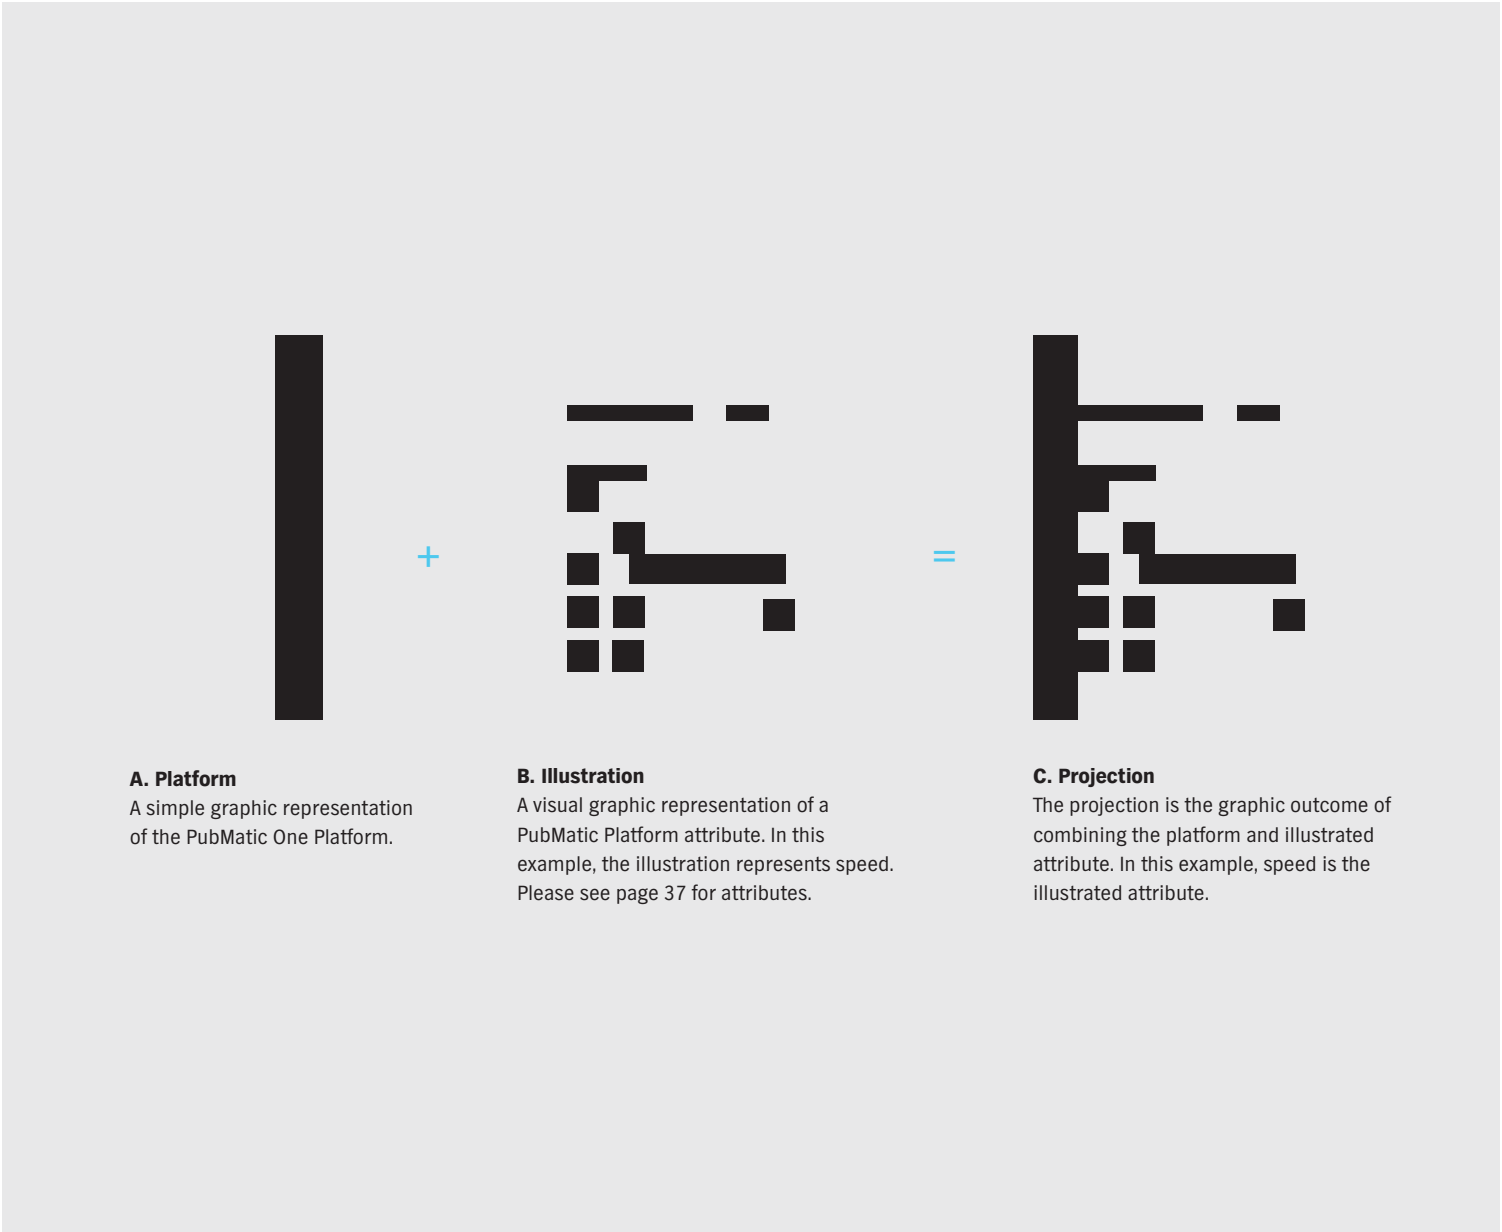 +
=
A. Platform
A simple graphic representation
of the PubMatic One Platform.
B. Illustration
A visual graphic representation of a
PubMatic Platform attribute. In this
example, the illustration represents speed.
Please see page 37 for attributes.
C. Projection
The projection is the graphic outcome of
combining the platform and illustrated
attribute. In this example, speed is the
illustrated attribute.